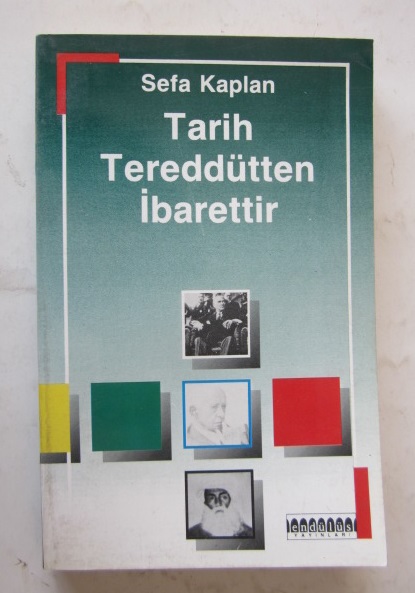 Sefa Kaplan
Tarih
Tereddütten
İbarettir
endülüs
YAYINLARI